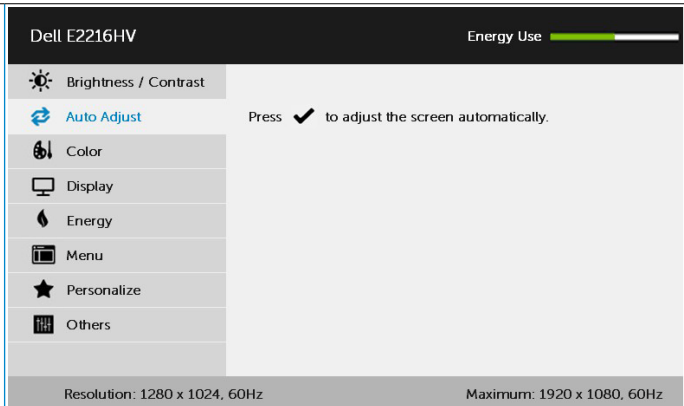 Dell E2216HV
Energy Use
Brightness / Contrast
Auto Adjust
Press ✔ to adjust the screen automatically.
Color
Display
Energy
Menu
Personalize
Others
Resolution: 1280 x 1024, 60Hz
Maximum: 1920 x 1080, 60Hz